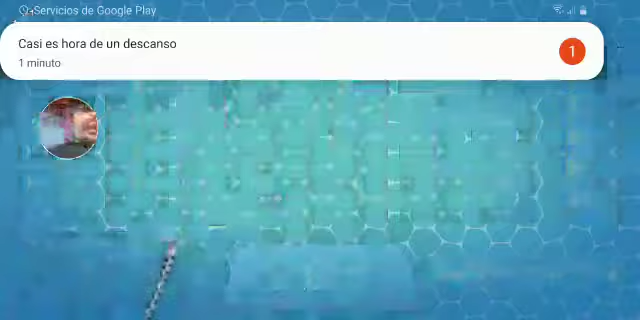 Servicios de Google Play
Casi es hora de un descanso
1 minuto
1